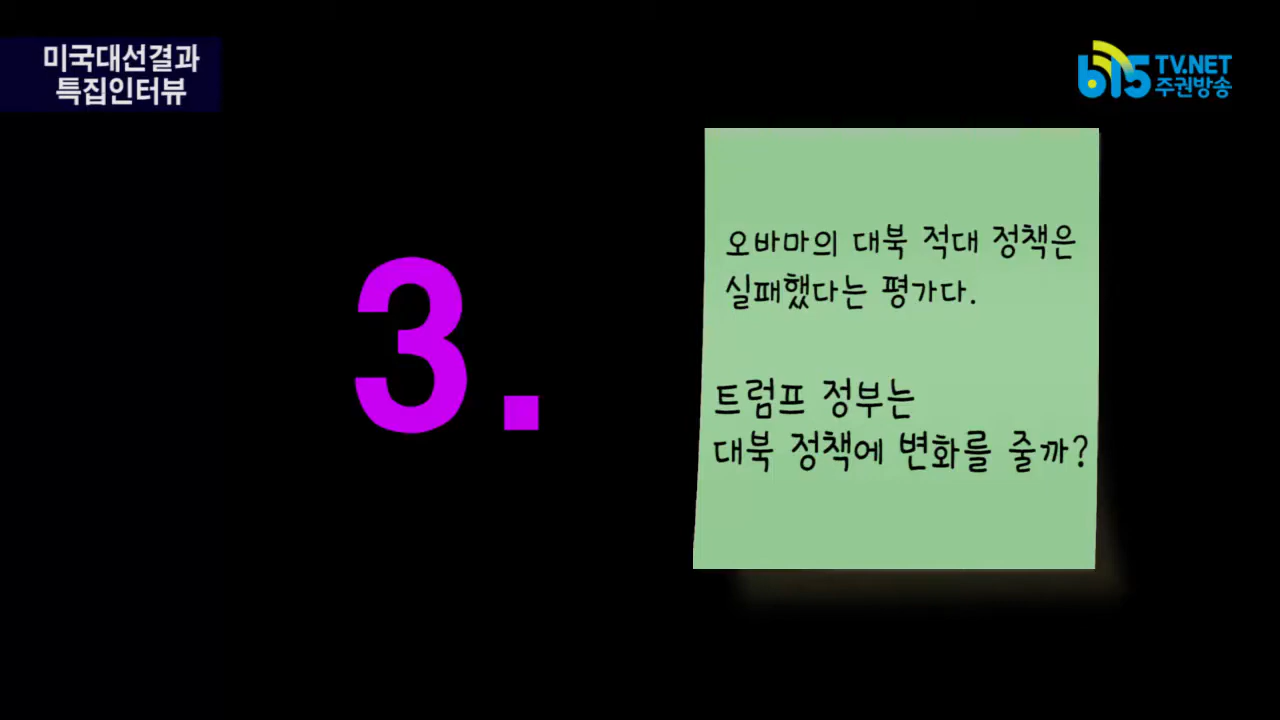 미국대선결과
특집인터뷰
615 TV.NET
주권방송
3.
오바마의 대북 적대 정책은
실패했다는 평가다.
트럼프 정부는
대북 정책에 변화를 줄까?